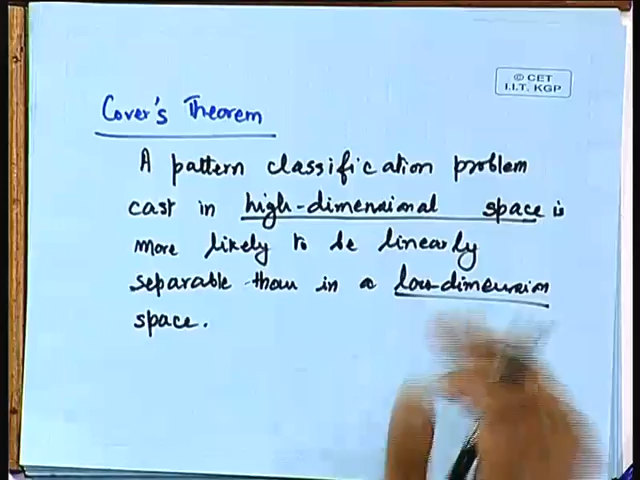 © CET
I.I.T. KGP
Cover's Theorem
A pattern classification problem
cast in high-dimensional space is
more likely to be linearly
separable than in a low-dimension
space.